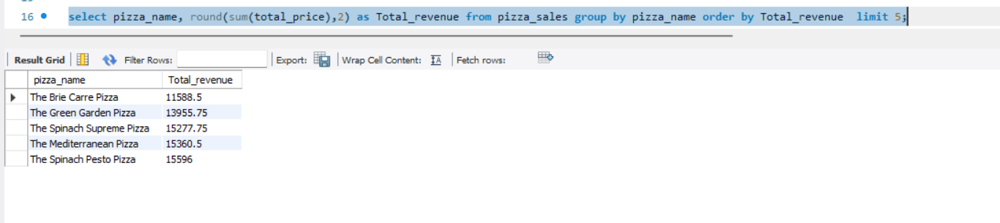 16 select pizza_name, round(sum(total_price),2) as Total_revenue from pizza_sales group by pizza_name order by Total_revenue  limit 5;
Result Grid Filter Rows: Export: Wrap Cell Content: Fetch rows:
pizza_name Total_revenue
The Brie Carre Pizza 11588.5
The Green Garden Pizza 13955.75
The Spinach Supreme Pizza 15277.75
The Mediterranean Pizza 15360.5
The Spinach Pesto Pizza 15596